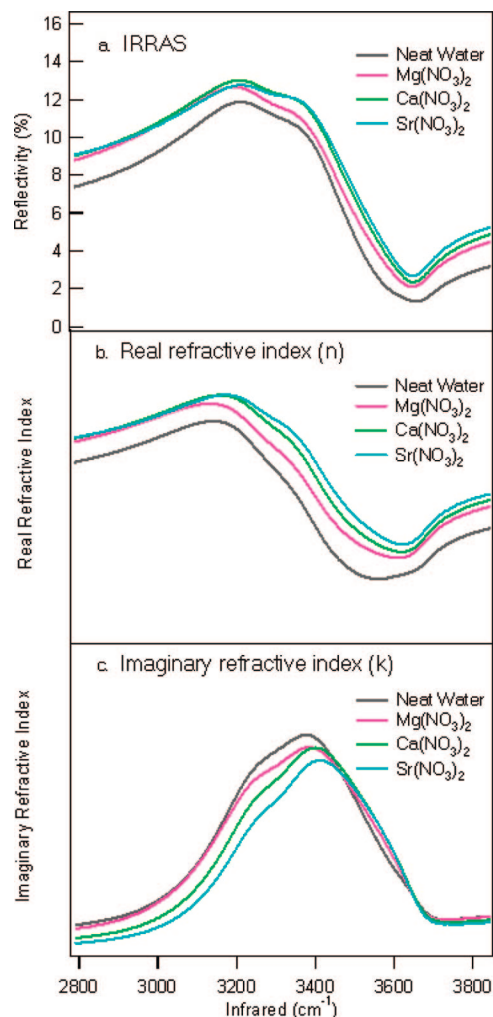 16
14
12
10
8
6
4
2
0
Reflectivity (%)
a. IRRAS
Neat Water
Mg(NO₃)₂
Ca(NO₃)₂
Sr(NO₃)₂
Real Refractive Index
b. Real refractive index (n)
Neat Water
Mg(NO₃)₂
Ca(NO₃)₂
Sr(NO₃)₂
Imaginary Refractive Index
c. Imaginary refractive index (k)
Neat Water
Mg(NO₃)₂
Ca(NO₃)₂
Sr(NO₃)₂
2800 3000 3200 3400 3600 3800
Infrared (cm⁻¹)